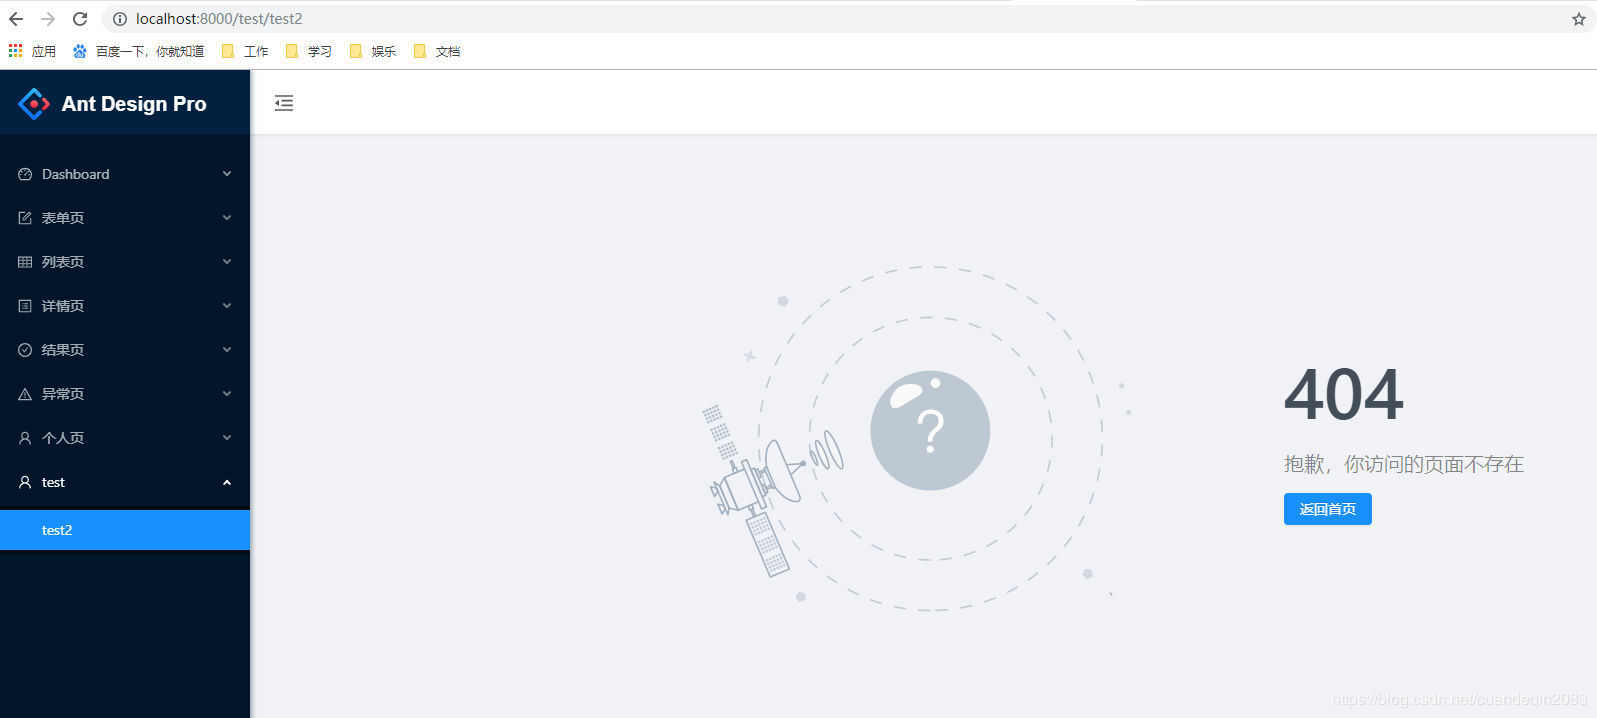 localhost:8000/test/test2
应用 百度一下，你就知道 工作 学习 娱乐 文档
Ant Design Pro
Dashboard
表单页
列表页
详情页
结果页
异常页
个人页
test
test2
?
404
抱歉，你访问的页面不存在
返回首页
https://blog.csdn.net/cuandeqin2083